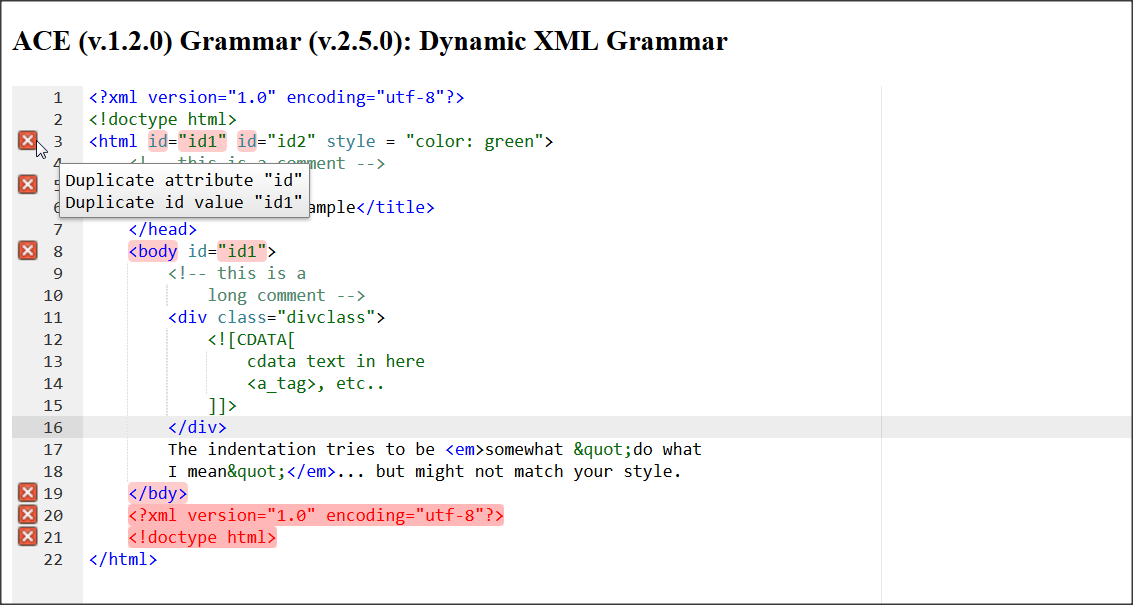 ACE (v.1.2.0) Grammar (v.2.5.0): Dynamic XML Grammar
1 <?xml version="1.0" encoding="utf-8"?>
2 <!doctype html>
3 <html id="id1" id="id2" style = "color: green">
4 this is a comment -->
Duplicate attribute "id"
5
Duplicate id value "id1"
6 ample</title>
7 </head>
8 <body id="id1">
9 <!-- this is a
10 long comment -->
11 <div class="divclass">
12 <![CDATA[
13 cdata text in here
14 <a_tag>, etc..
15 ]]>
16 </div>
17 The indentation tries to be <em>somewhat &quot;do what
18 I mean&quot;</em>... but might not match your style.
19 </bdy>
20 <?xml version="1.0" encoding="utf-8"?>
21 <!doctype html>
22 </html>